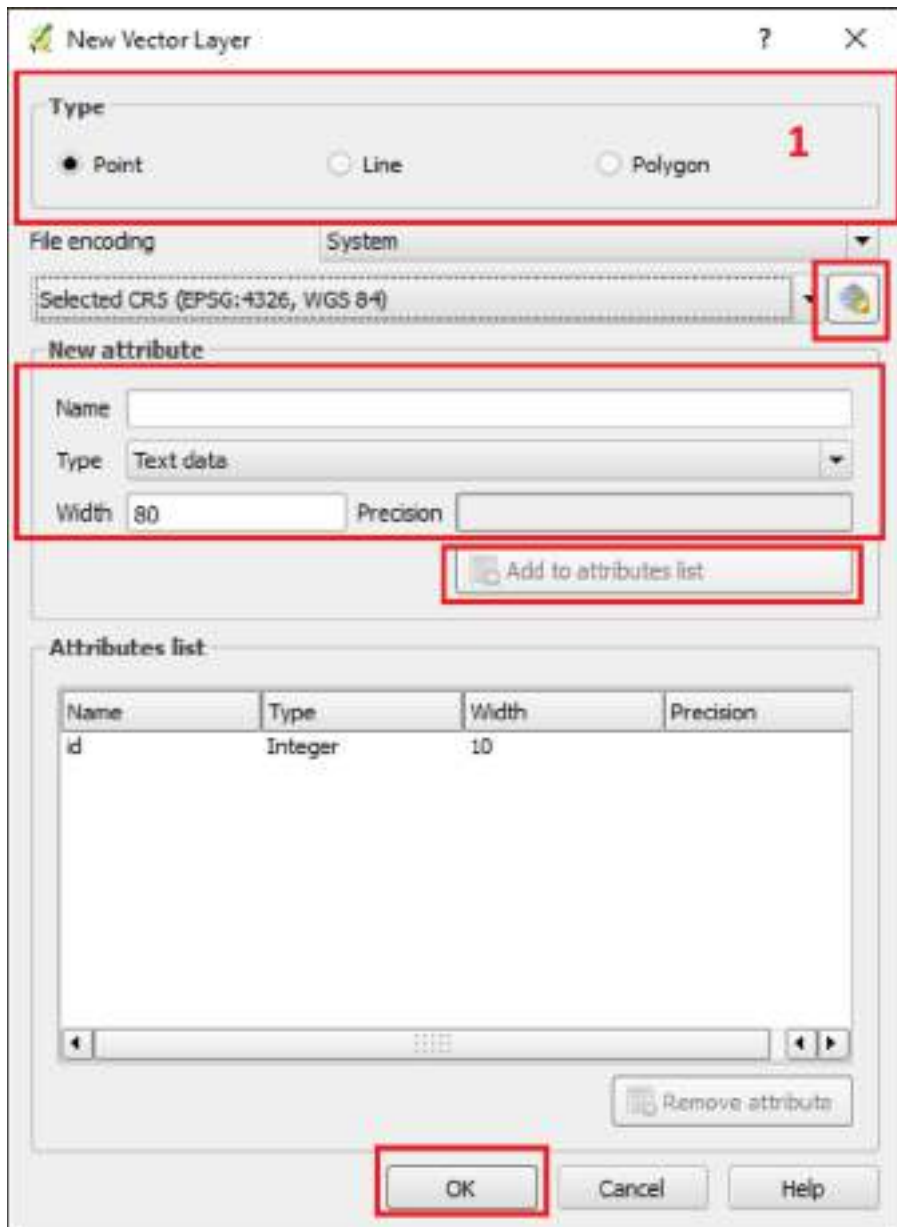 New Vector Layer ? X
Type
Point Line Polygon 1
File encoding System
Selected CRS (EPSG:4326, WGS 84)
New attribute
Name
Type Text data
Width 80 Precision
Add to attributes list
Attributes list
Name Type Width Precision
id Integer 10
Remove attribute
OK Cancel Help